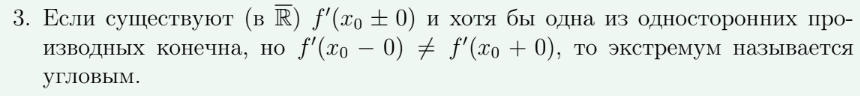 3. Если существуют (в $\overline{\mathbb{R}}$) $f'(x_0 \pm 0)$ и хотя бы одна из односторонних про-
изводных конечна, но $f'(x_0 - 0) \neq f'(x_0 + 0)$, то экстремум называется
угловым.